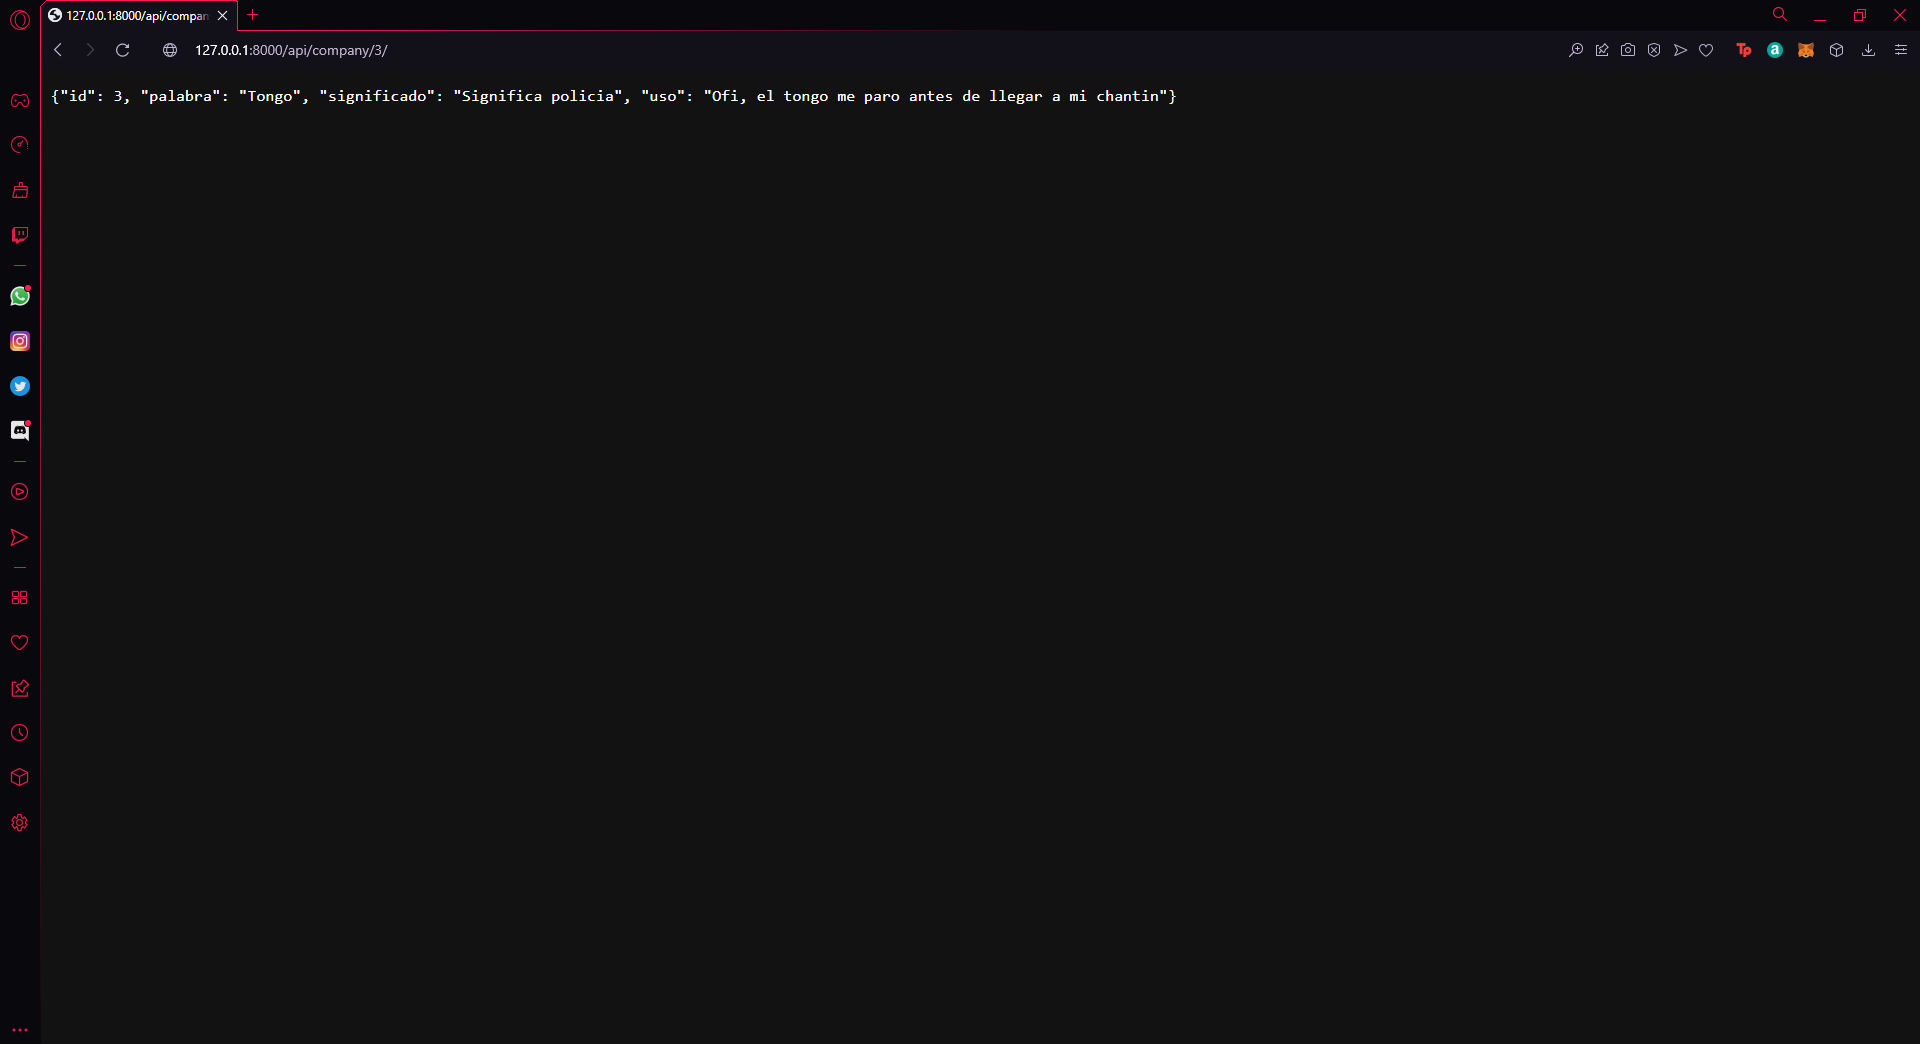 127.0.0.1:8000/api/compan
127.0.0.1:8000/api/company/3/
Tp
a
{"id": 3, "palabra": "Tongo", "significado": "Significa policia", "uso": "Ofi, el tongo me paro antes de llegar a mi chantin"}